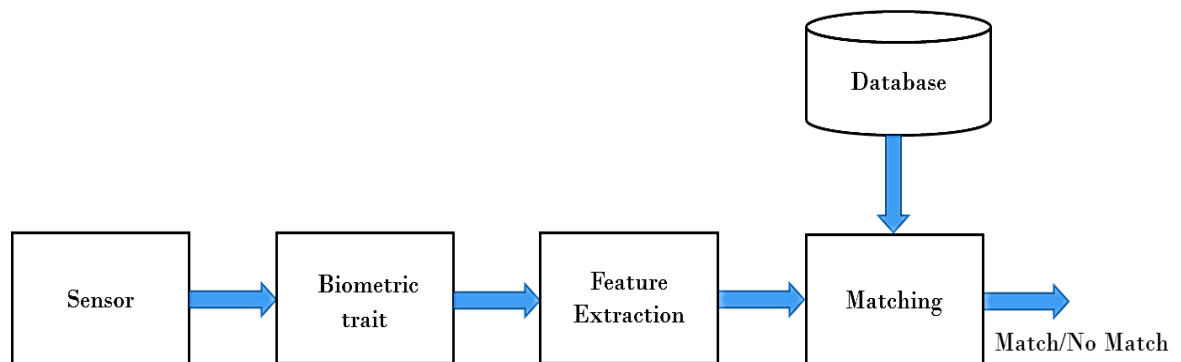 Database
Sensor
Biometric
trait
Feature
Extraction
Matching
Match/No Match